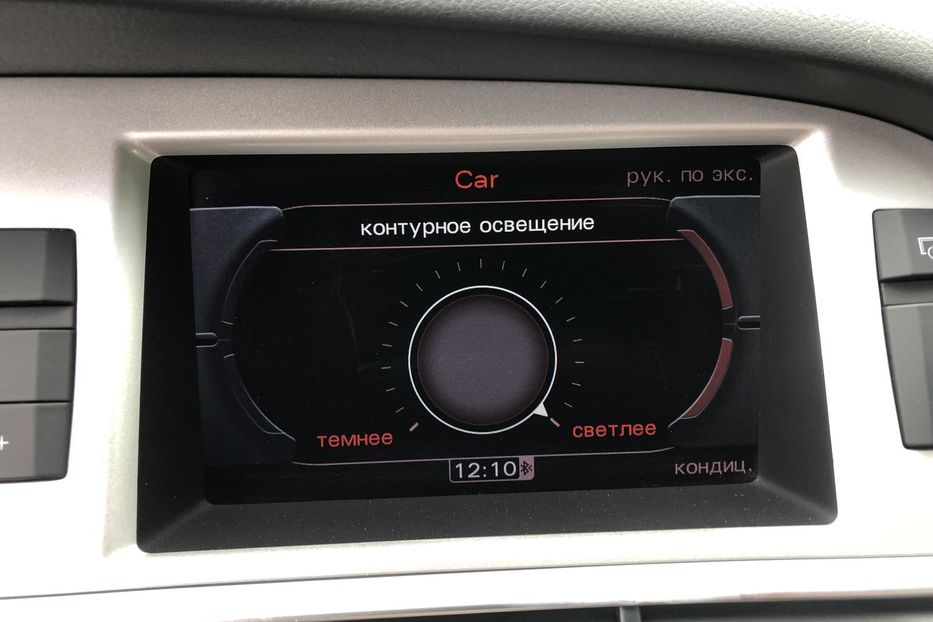 Car
рук. по экс.
контурное освещение
темнее
светлее
12:10
кондиц.
+